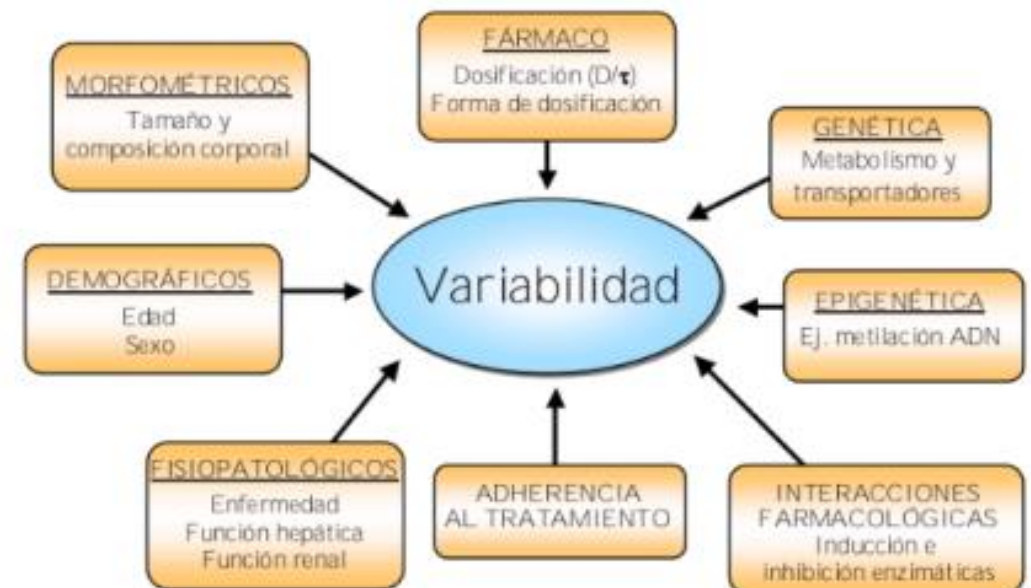 FÁRMACO
Dosificación (D/τ)
Forma de dosificación
MORFOMÉTRICOS
Tamaño y
composición corporal
GENÉTICA
Metabolismo y
transportadores
Variabilidad
DEMOGRÁFICOS
Edad
Sexo
EPIGENÉTICA
Ej. metilación ADN
FISIOPATOLÓGICOS
Enfermedad
Función hepática
Función renal
ADHERENCIA
AL TRATAMIENTO
INTERACCIONES
FARMACOLÓGICAS
Inducción e
inhibición enzimáticas